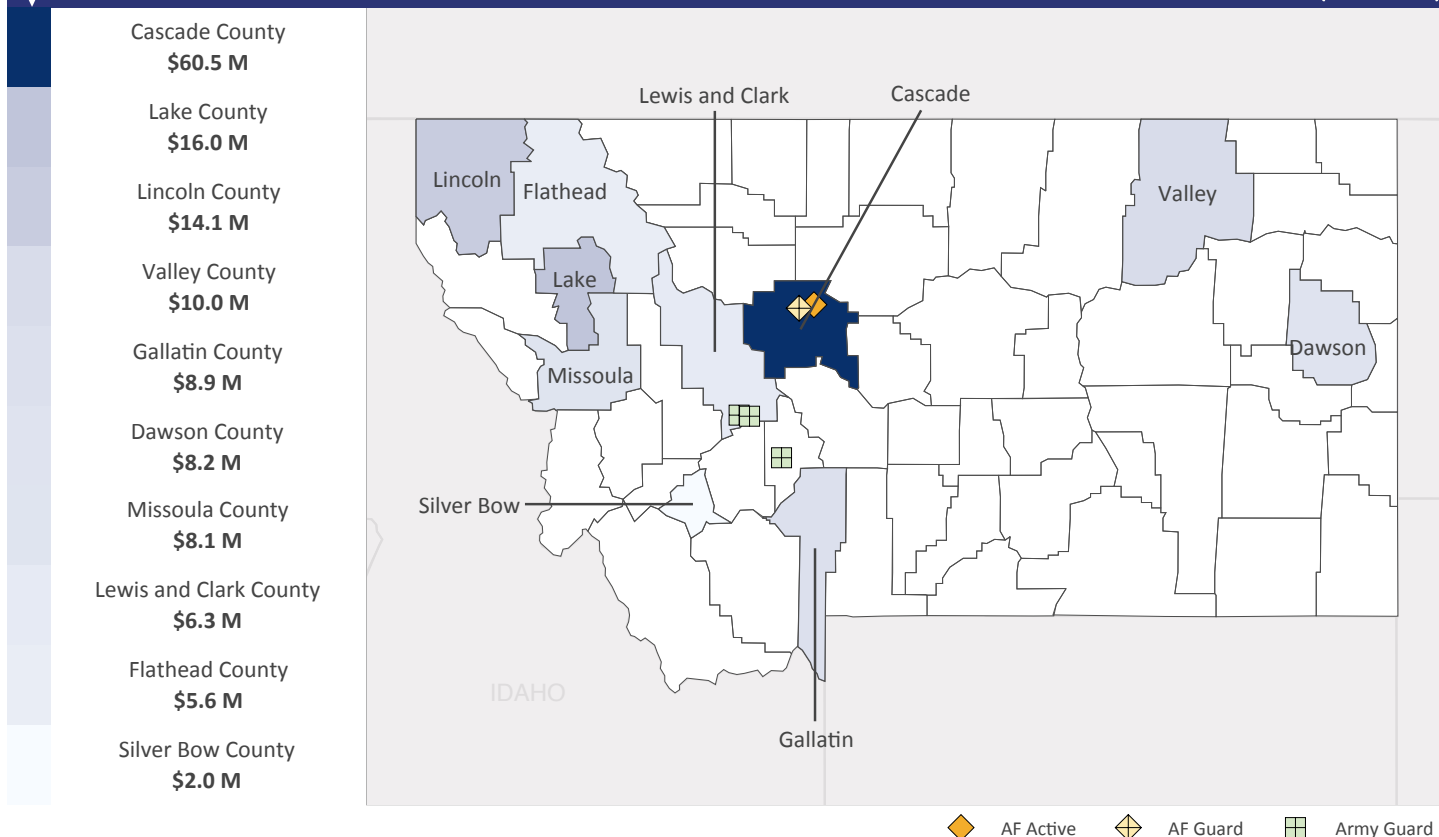 Cascade County
$60.5 M
Lake County
$16.0 M
Lincoln County
$14.1 M
Valley County
$10.0 M
Gallatin County
$8.9 M
Dawson County
$8.2 M
Missoula County
$8.1 M
Lewis and Clark County
$6.3 M
Flathead County
$5.6 M
Silver Bow County
$2.0 M
Lewis and Clark
Cascade
Lincoln
Flathead
Valley
Lake
Dawson
Missoula
Silver Bow
IDAHO
Gallatin
AF Active
AF Guard
Army Guard